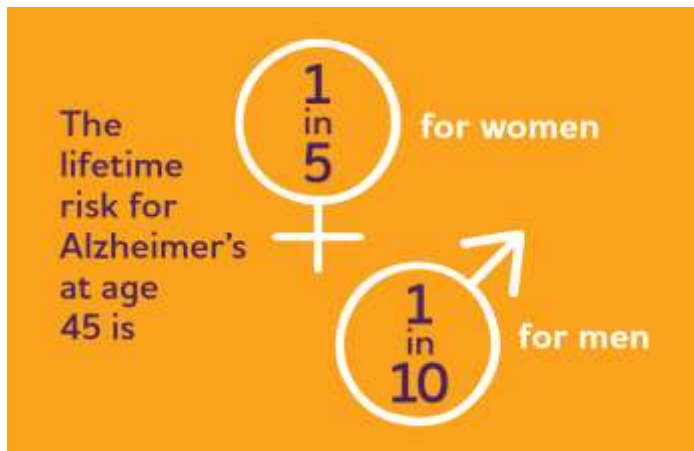 The
lifetime
risk for
Alzheimer's
at age
45 is
1
in
5
for women
1
in
10
for men